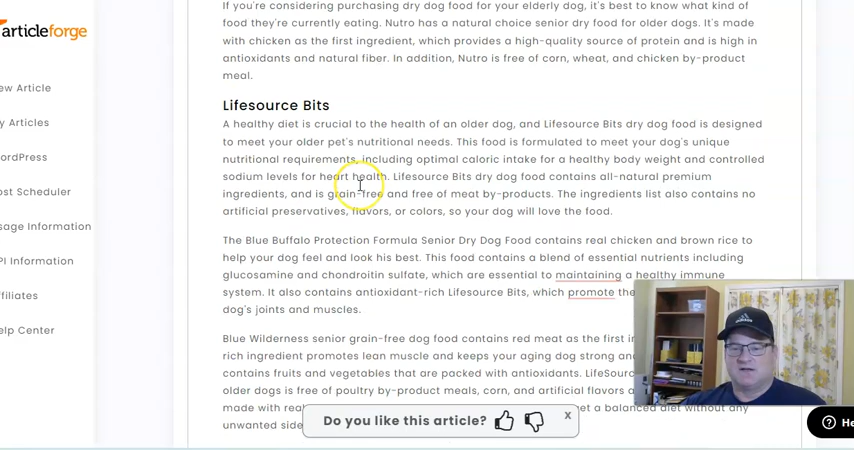 If you're considering purchasing dry dog food for your elderly dog, it's best to know what kind of
food they're currently eating. Nutro has a natural choice senior dry food for older dogs. It's made
with chicken as the first ingredient, which provides a high-quality source of protein and is high in
antioxidants and natural fiber. In addition, Nutro is free of corn, wheat, and chicken by-product
meal.
articleforge
ew Article
y Articles
ordPress
ost Scheduler
sage Information
PI Information
filiates
elp Center
Lifesource Bits
A healthy diet is crucial to the health of an older dog, and Lifesource Bits dry dog food is designed
to meet your older pet's nutritional needs. This food is formulated to meet your dog's unique
nutritional requirements, including optimal caloric intake for a healthy body weight and controlled
sodium levels for heart health. Lifesource Bits dry dog food contains all-natural premium
ingredients, and is grain-free and free of meat by-products. The ingredients list also contains no
artificial preservatives, flavors, or colors, so your dog will love the food.
The Blue Buffalo Protection Formula Senior Dry Dog Food contains real chicken and brown rice to
help your dog feel and look his best. This food contains a blend of essential nutrients including
glucosamine and chondroitin sulfate, which are essential to maintaining a healthy immune
system. It also contains antioxidant-rich Lifesource Bits, which promote the
dog's joints and muscles.
Blue Wilderness senior grain-free dog food contains red meat as the first
rich ingredient promotes lean muscle and keeps your aging dog strong
contains fruits and vegetables that are packed with antioxidants.
older dogs is free of poultry by-product meals, corn, and artificial flavors
made with a balanced diet without any
unwanted
Do you like this article?
x
He